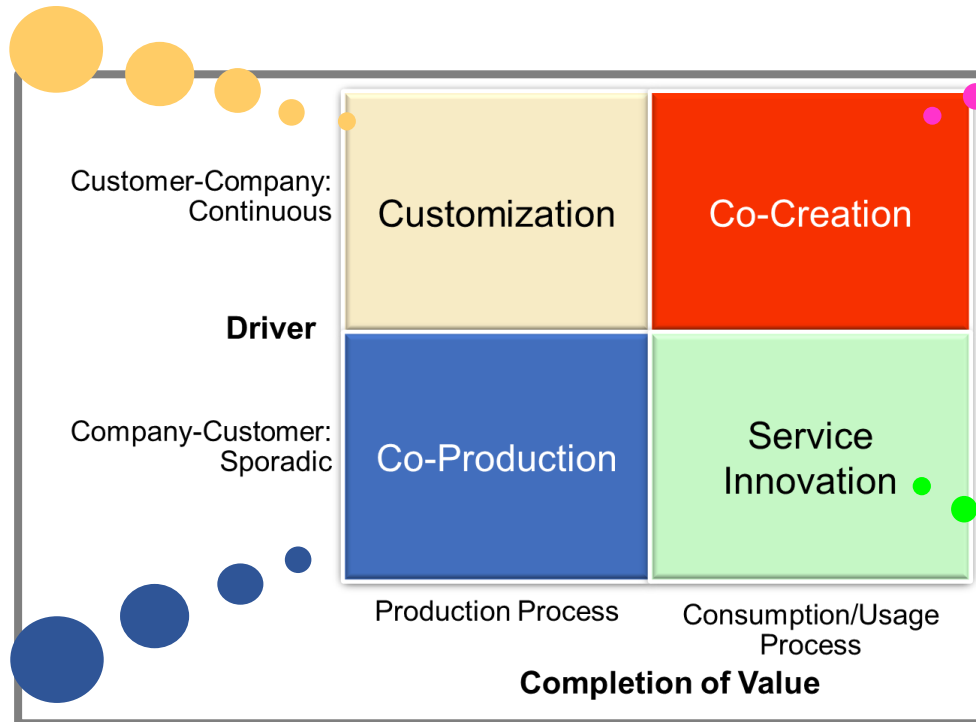 Customer-Company:
Continuous
Customization
Co-Creation
Driver
Company-Customer:
Sporadic
Co-Production
Service
Innovation
Production Process
Consumption/Usage
Process
Completion of Value